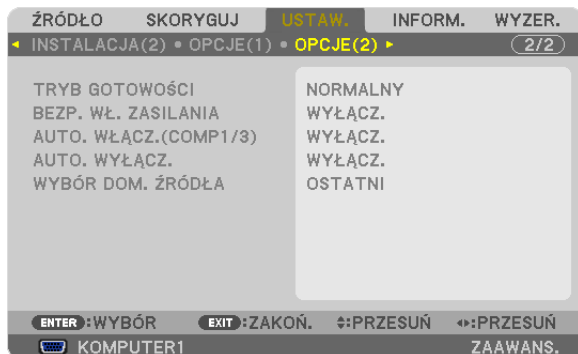 ŹRÓDŁO SKORYGUJ USTAW. INFORM. WYZER.
◂ INSTALACJA(2) • OPCJE(1) • OPCJE(2) ▸ 2/2
TRYB GOTOWOŚCI NORMALNY
BEZP. WŁ. ZASILANIA WYŁĄCZ.
AUTO. WŁĄCZ.(COMP1/3) WYŁĄCZ.
AUTO. WYŁĄCZ. WYŁĄCZ.
WYBÓR DOM. ŹRÓDŁA OSTATNI
ENTER :WYBÓR EXIT :ZAKOŃ. ♦:PRZESUŃ ◂▸:PRZESUŃ
KOMPUTER1 ZAAWANS.